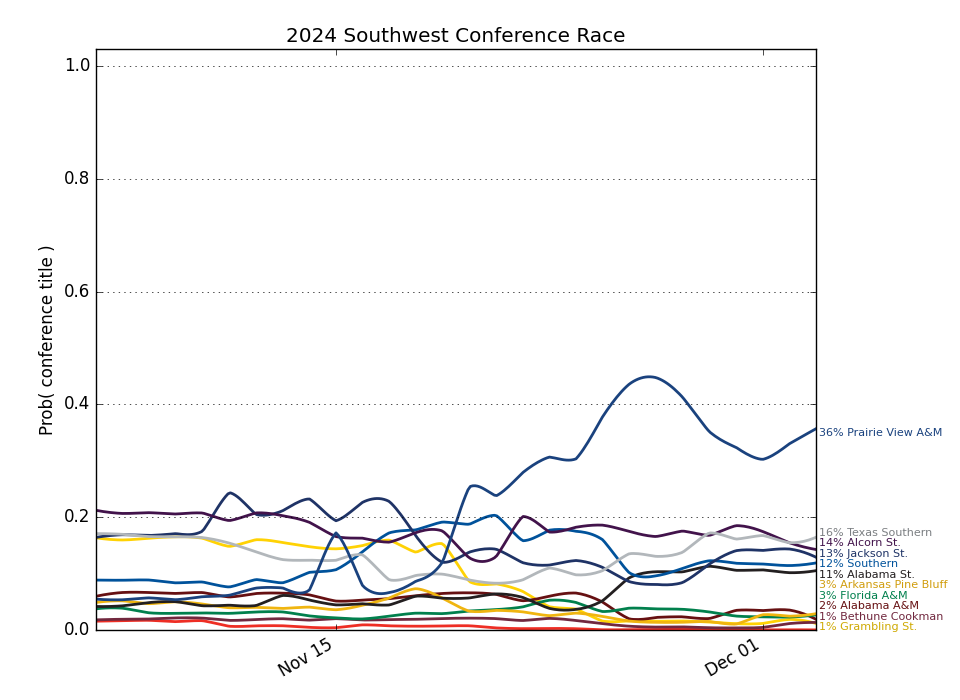 2024 Southwest Conference Race
Prob( conference title )
1.0
0.8
0.6
0.4
0.2
0.0
Nov 15
Dec 01
36% Prairie View A&M
16% Texas Southern
14% Alcorn St.
13% Jackson St.
12% Southern
11% Alabama St.
3% Arkansas Pine Bluff
3% Florida A&M
2% Alabama A&M
1% Bethune Cookman
1% Grambling St.